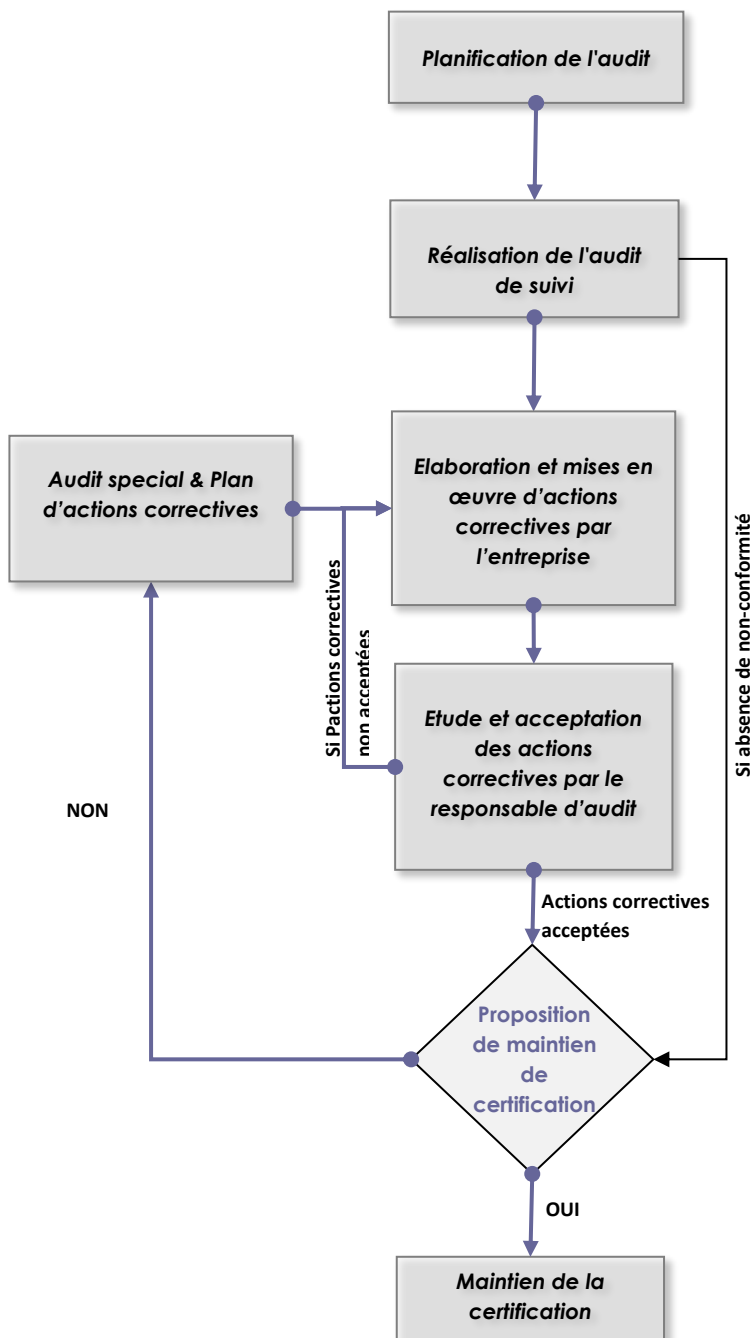 Planification de l'audit
Réalisation de l'audit
de suivi
Audit special & Plan
d’actions correctives
Elaboration et mises en
œuvre d’actions
correctives par
l’entreprise
Si Pactions correctives
non acceptées
Si absence de non-conformité
Etude et acceptation
des actions
correctives par le
responsable d’audit
NON
Actions correctives
acceptées
Proposition
de maintien
de
certification
OUI
Maintien de la
certification